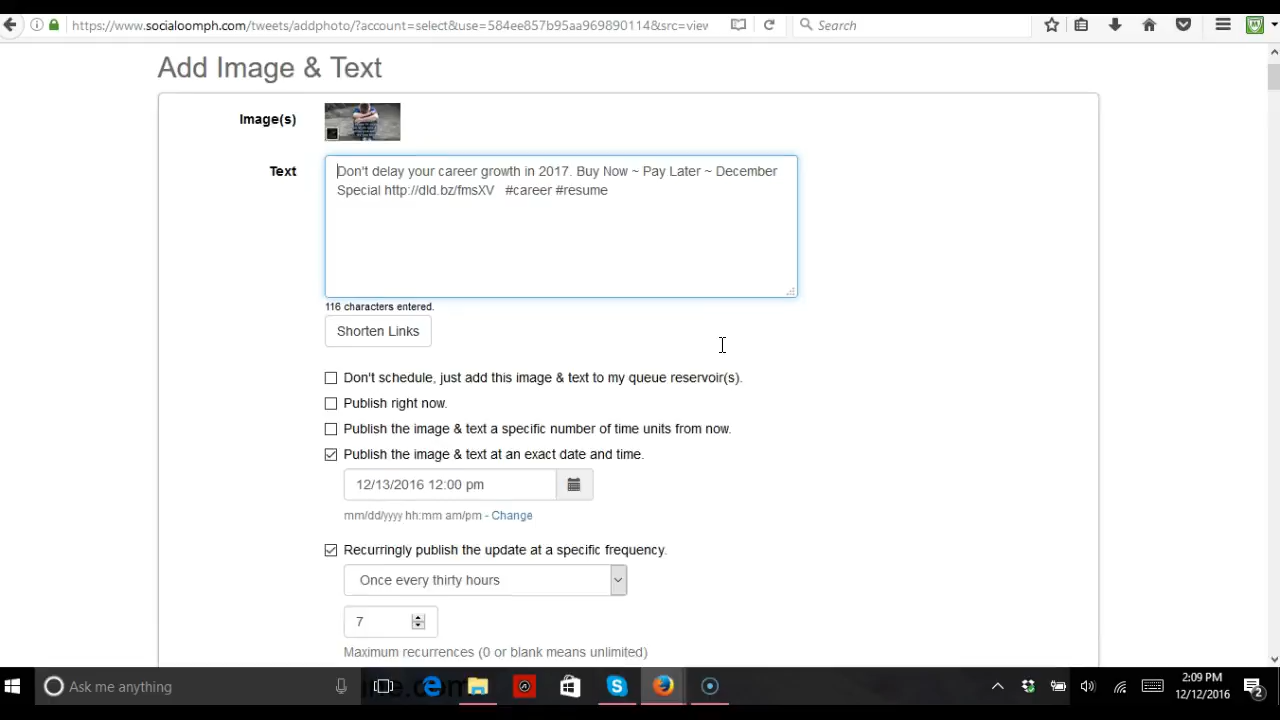 https://www.socialoomph.com/tweets/addphoto/?account=select&use=584ee857b95aa969890114&src=view
Search
Add Image & Text
Image(s)
Text
Don't delay your career growth in 2017. Buy Now ~ Pay Later ~ December
Special http://dld.bz/fmsXV #career #resume
116 characters entered.
Shorten Links
Don't schedule, just add this image & text to my queue reservoir(s).
Publish right now.
Publish the image & text a specific number of time units from now.
Publish the image & text at an exact date and time.
12/13/2016 12:00 pm
mm/dd/yyyy hh:mm am/pm - Change
Recurringly publish the update at a specific frequency.
Once every thirty hours
7
Maximum recurrences (0 or blank means unlimited)
Ask me anything
2:09 PM
12/12/2016
2